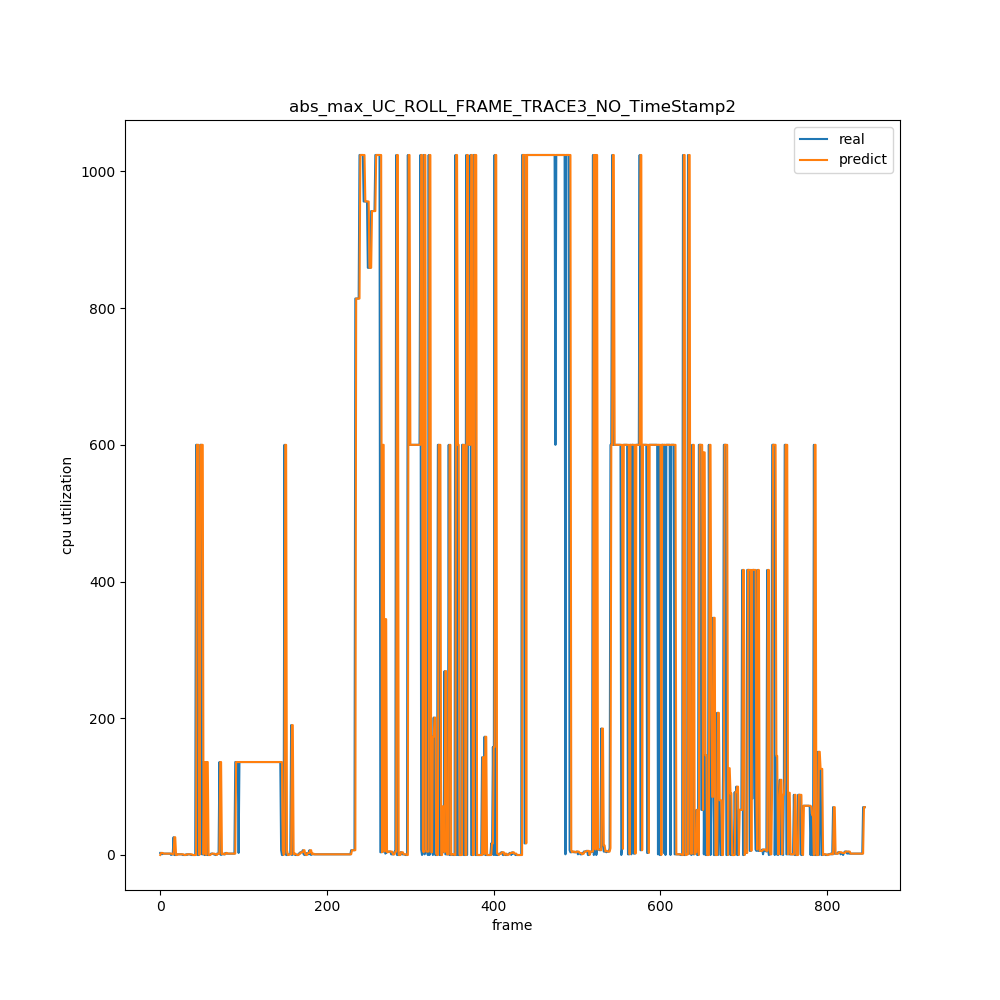 abs_max_UC_ROLL_FRAME_TRACE3_NO_TimeStamp2
real
predict
1000
800
600
400
200
0
cpu utilization
0 200 400 600 800
frame